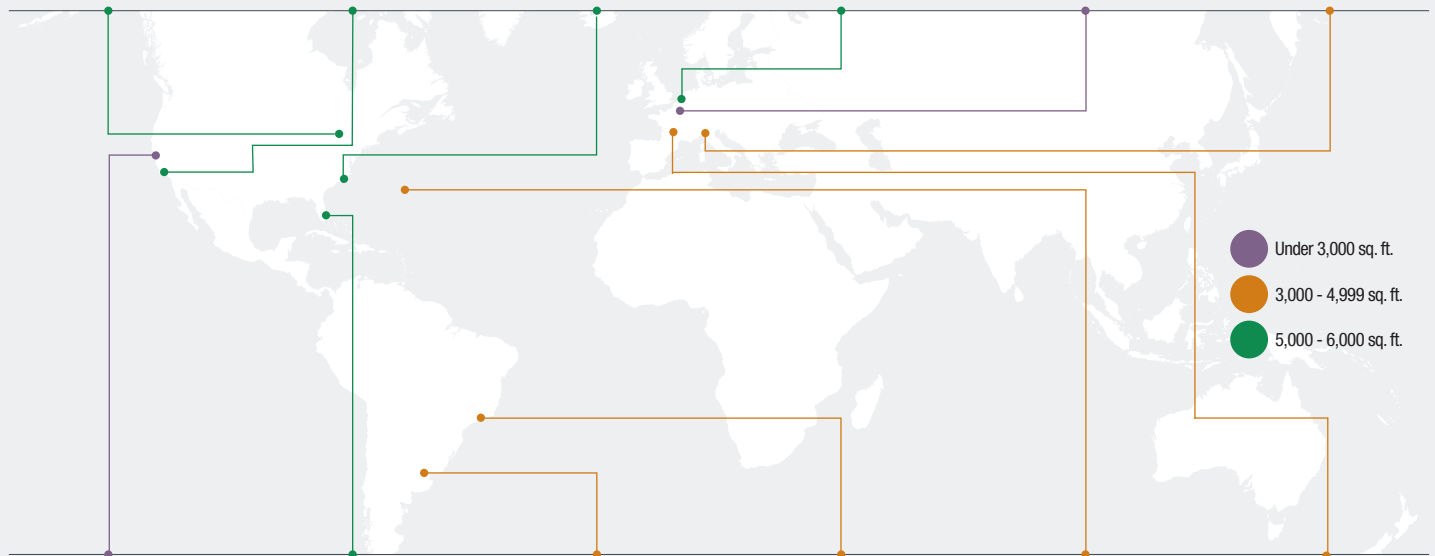 Under 3,000 sq. ft.
3,000 - 4,999 sq. ft.
5,000 - 6,000 sq. ft.